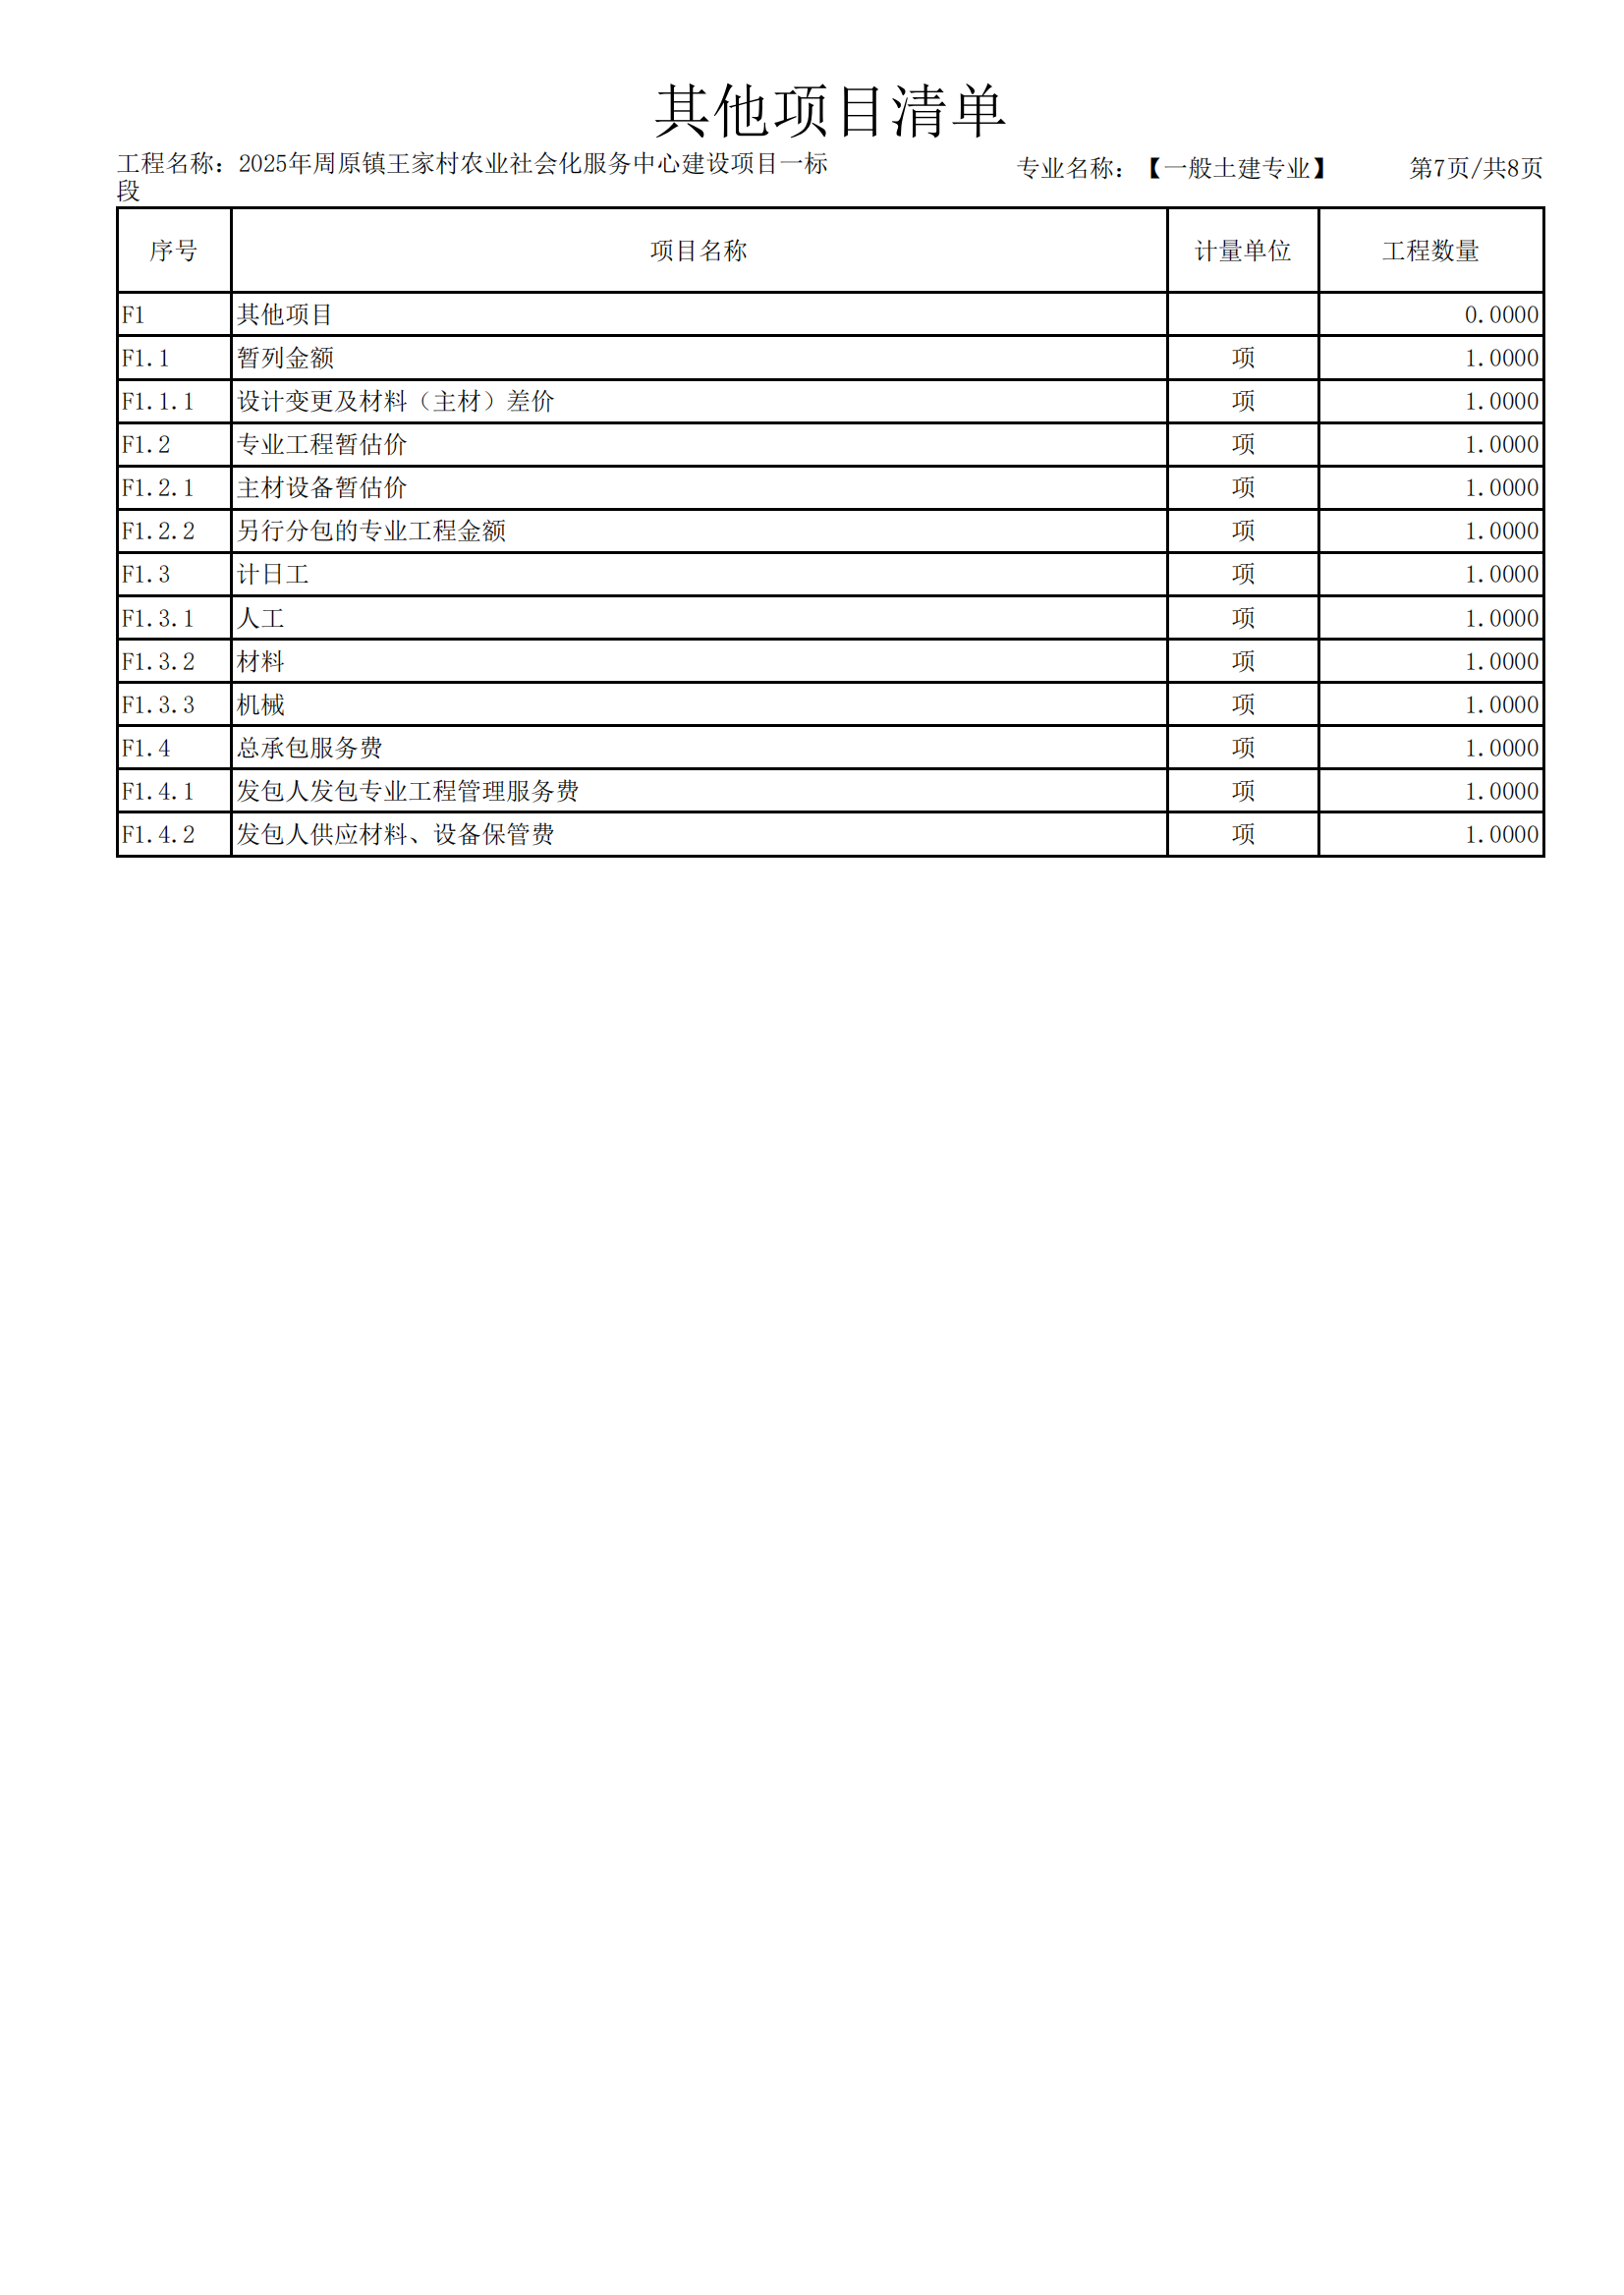 其他项目清单
工程名称：2025年周原镇王家村农业社会化服务中心建设项目一标段
专业名称：【一般土建专业】 第7页/共8页
序号 项目名称 计量单位 工程数量
F1 其他项目 0.0000
F1.1 暂列金额 项 1.0000
F1.1.1 设计变更及材料（主材）差价 项 1.0000
F1.2 专业工程暂估价 项 1.0000
F1.2.1 主材设备暂估价 项 1.0000
F1.2.2 另行分包的专业工程金额 项 1.0000
F1.3 计日工 项 1.0000
F1.3.1 人工 项 1.0000
F1.3.2 材料 项 1.0000
F1.3.3 机械 项 1.0000
F1.4 总承包服务费 项 1.0000
F1.4.1 发包人发包专业工程管理服务费 项 1.0000
F1.4.2 发包人供应材料、设备保管费 项 1.0000